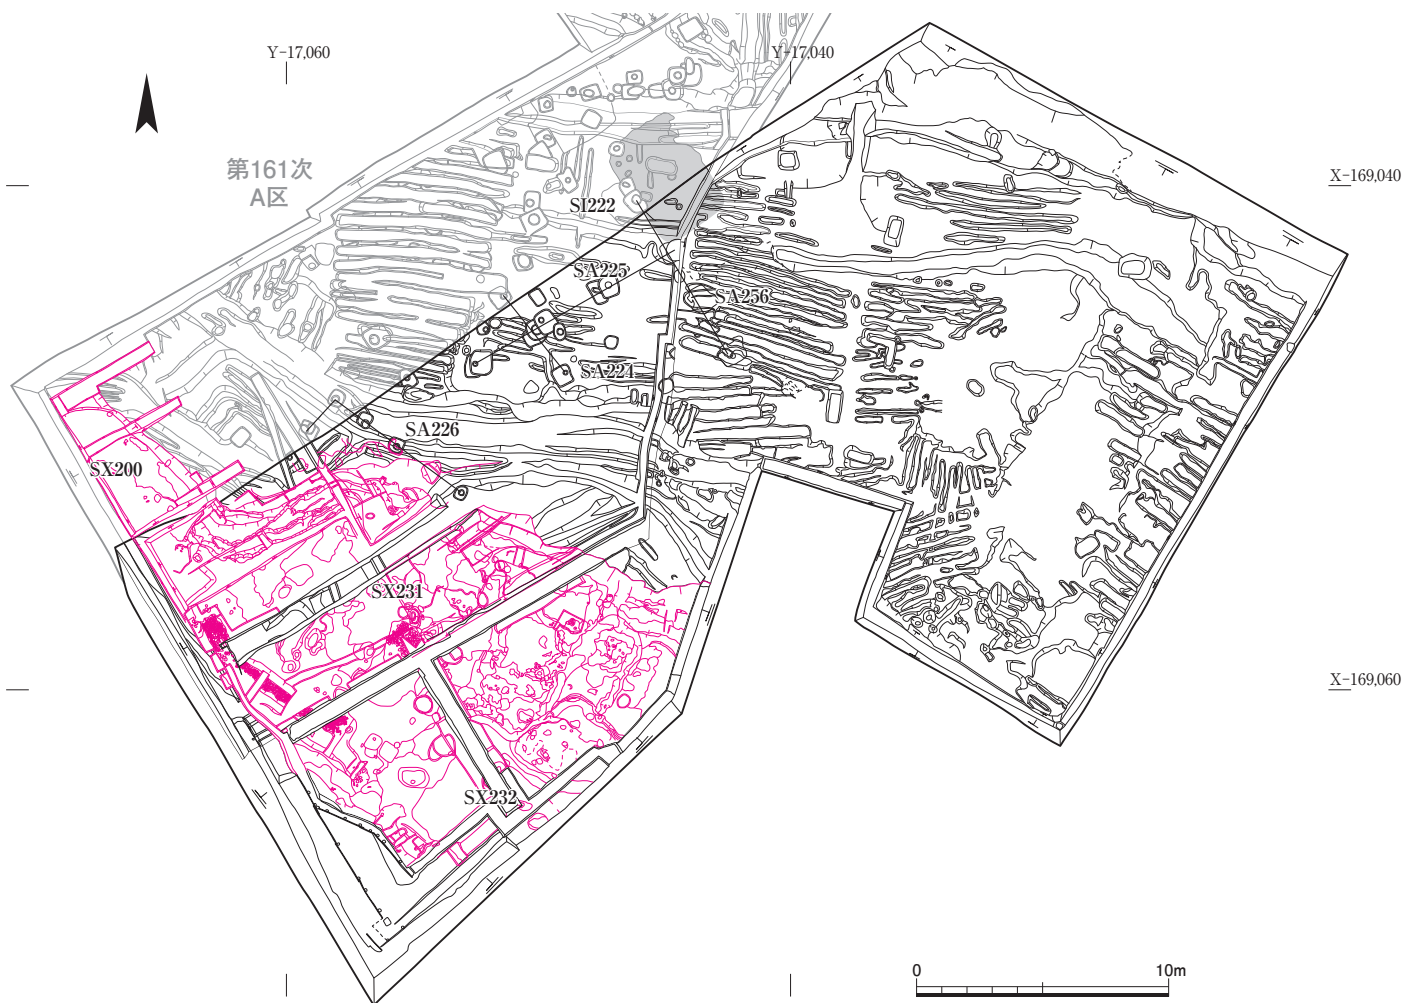 Y-17,060
Y-17,040
第161次
A区
X-169,040
SI222
SA225
SA256
SA224
SA226
SX200
SX231
X-169,060
SX232
0
10m